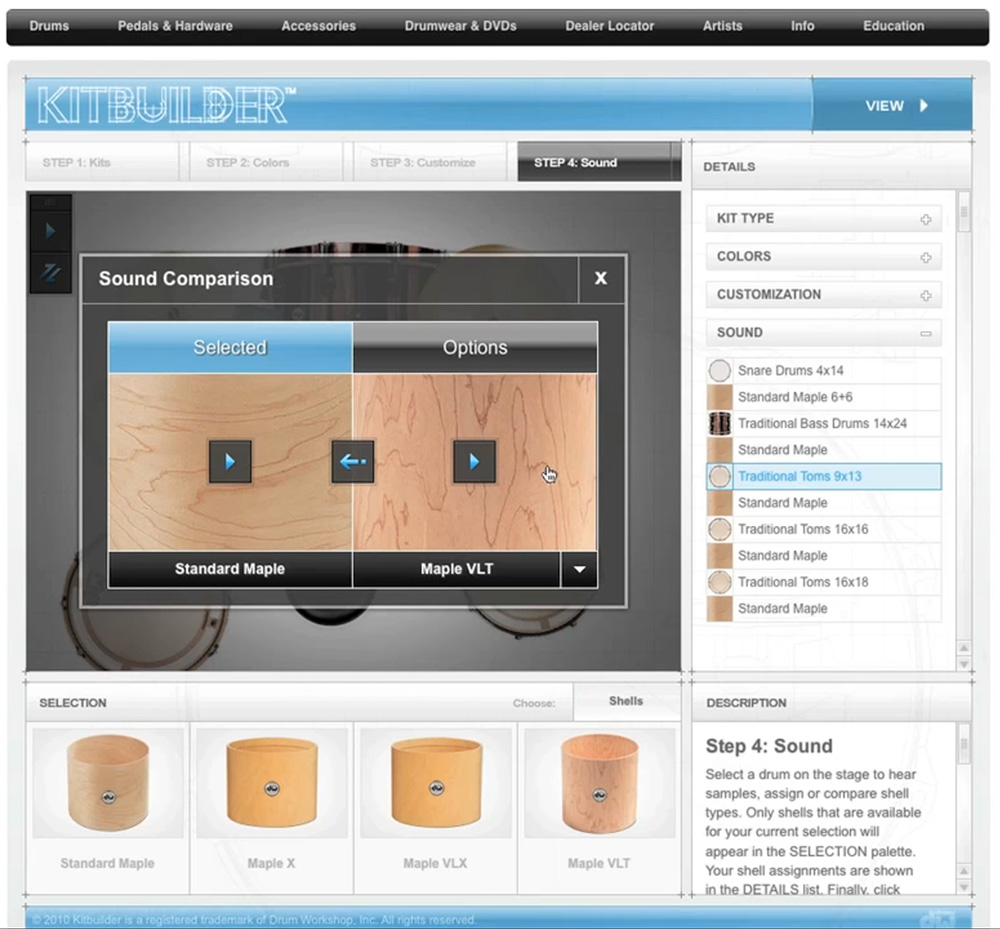 Drums Pedals & Hardware Accessories Drumwear & DVDs Dealer Locator Artists Info Education
KITBUILDER™
VIEW
STEP 1: Kits STEP 2: Colors STEP 3: Customize STEP 4: Sound
DETAILS
KIT TYPE
COLORS
CUSTOMIZATION
SOUND
Snare Drums 4x14
Standard Maple 6+6
Traditional Bass Drums 14x24
Standard Maple
Traditional Toms 9x13
Standard Maple
Traditional Toms 16x16
Standard Maple
Traditional Toms 16x18
Standard Maple
Sound Comparison X
Selected Options
Standard Maple Maple VLT
SELECTION Choose: Shells
Standard Maple Maple X Maple VLX Maple VLT
DESCRIPTION
Step 4: Sound
Select a drum on the stage to hear
samples, assign or compare shell
types. Only shells that are available
for your current selection will
appear in the SELECTION palette.
Your shell assignments are shown
in the DETAILS list. Finally, click
© 2010 Kitbuilder is a registered trademark of Drum Workshop, Inc. All rights reserved.
dw